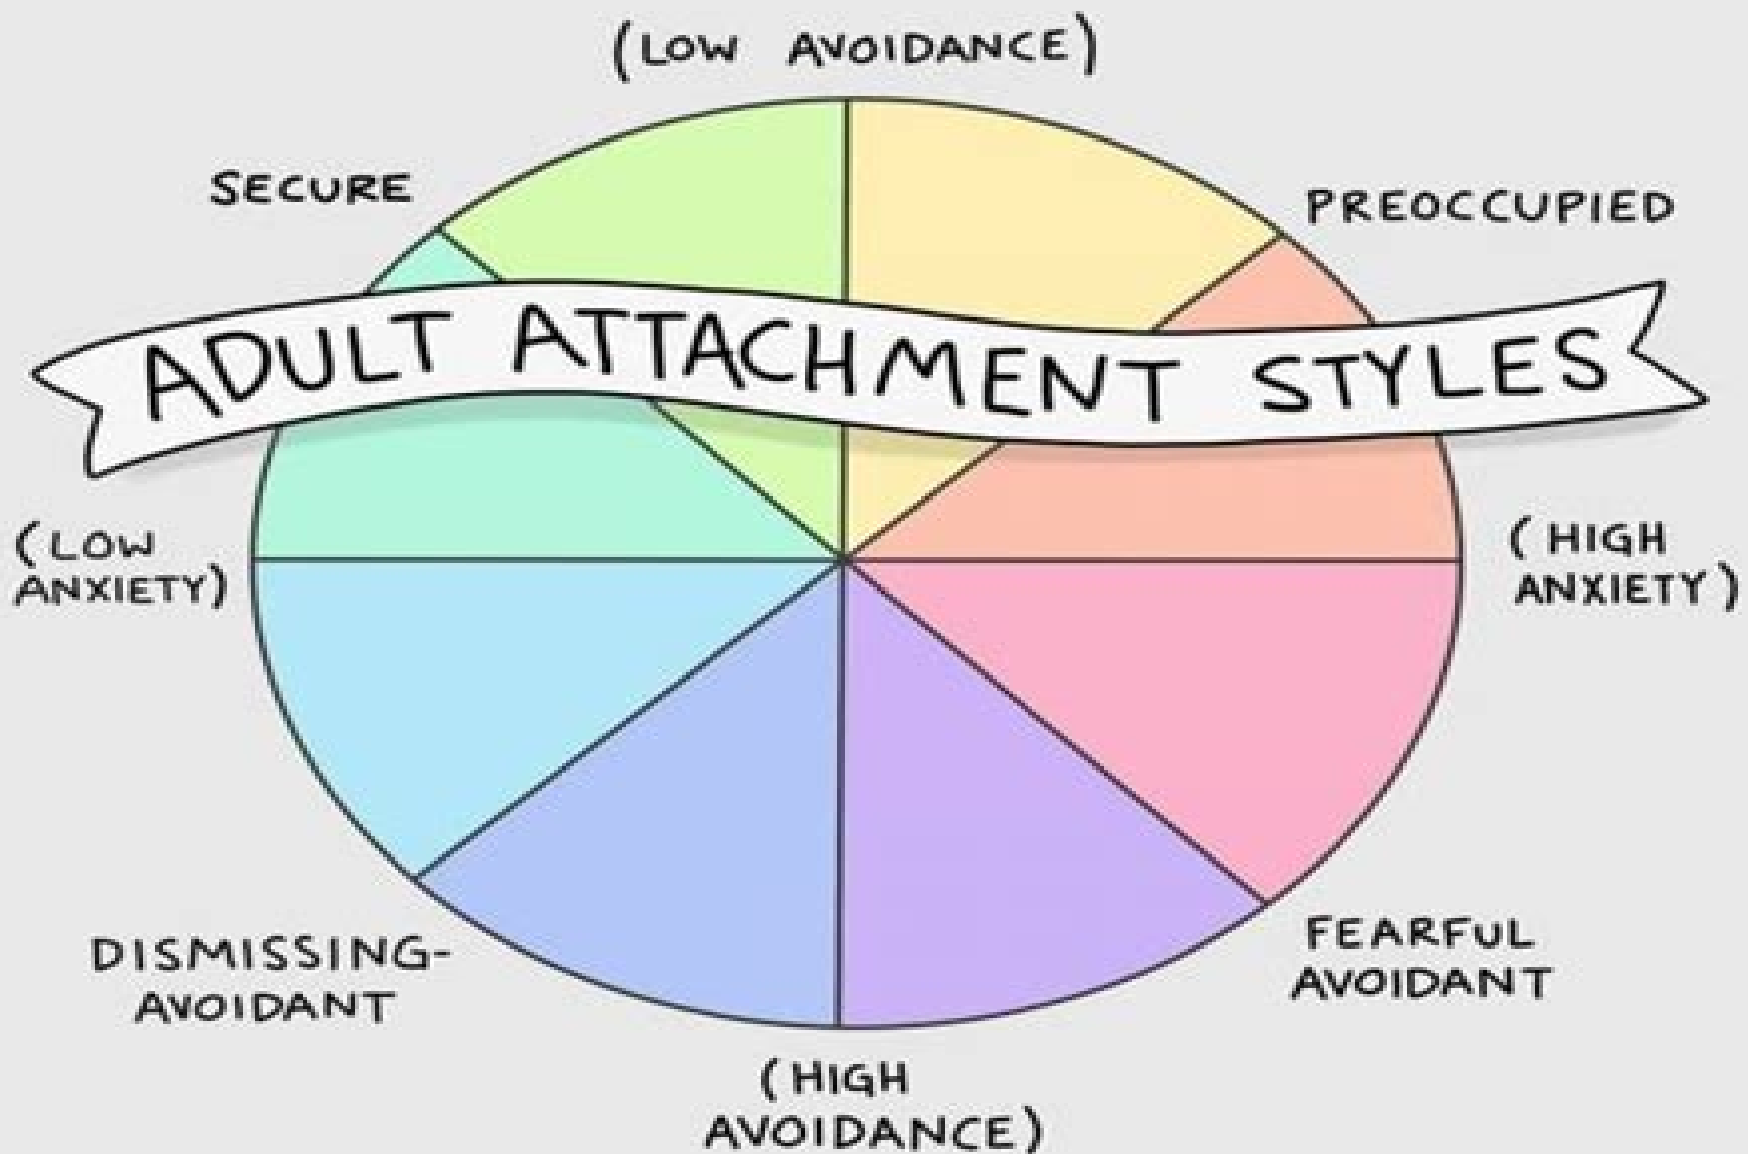 (LOW AVOIDANCE)
SECURE
PREOCCUPIED
ADULT ATTACHMENT STYLES
(LOW
ANXIETY)
(HIGH
ANXIETY)
DISMISSING-
AVOIDANT
FEARFUL
AVOIDANT
(HIGH
AVOIDANCE)